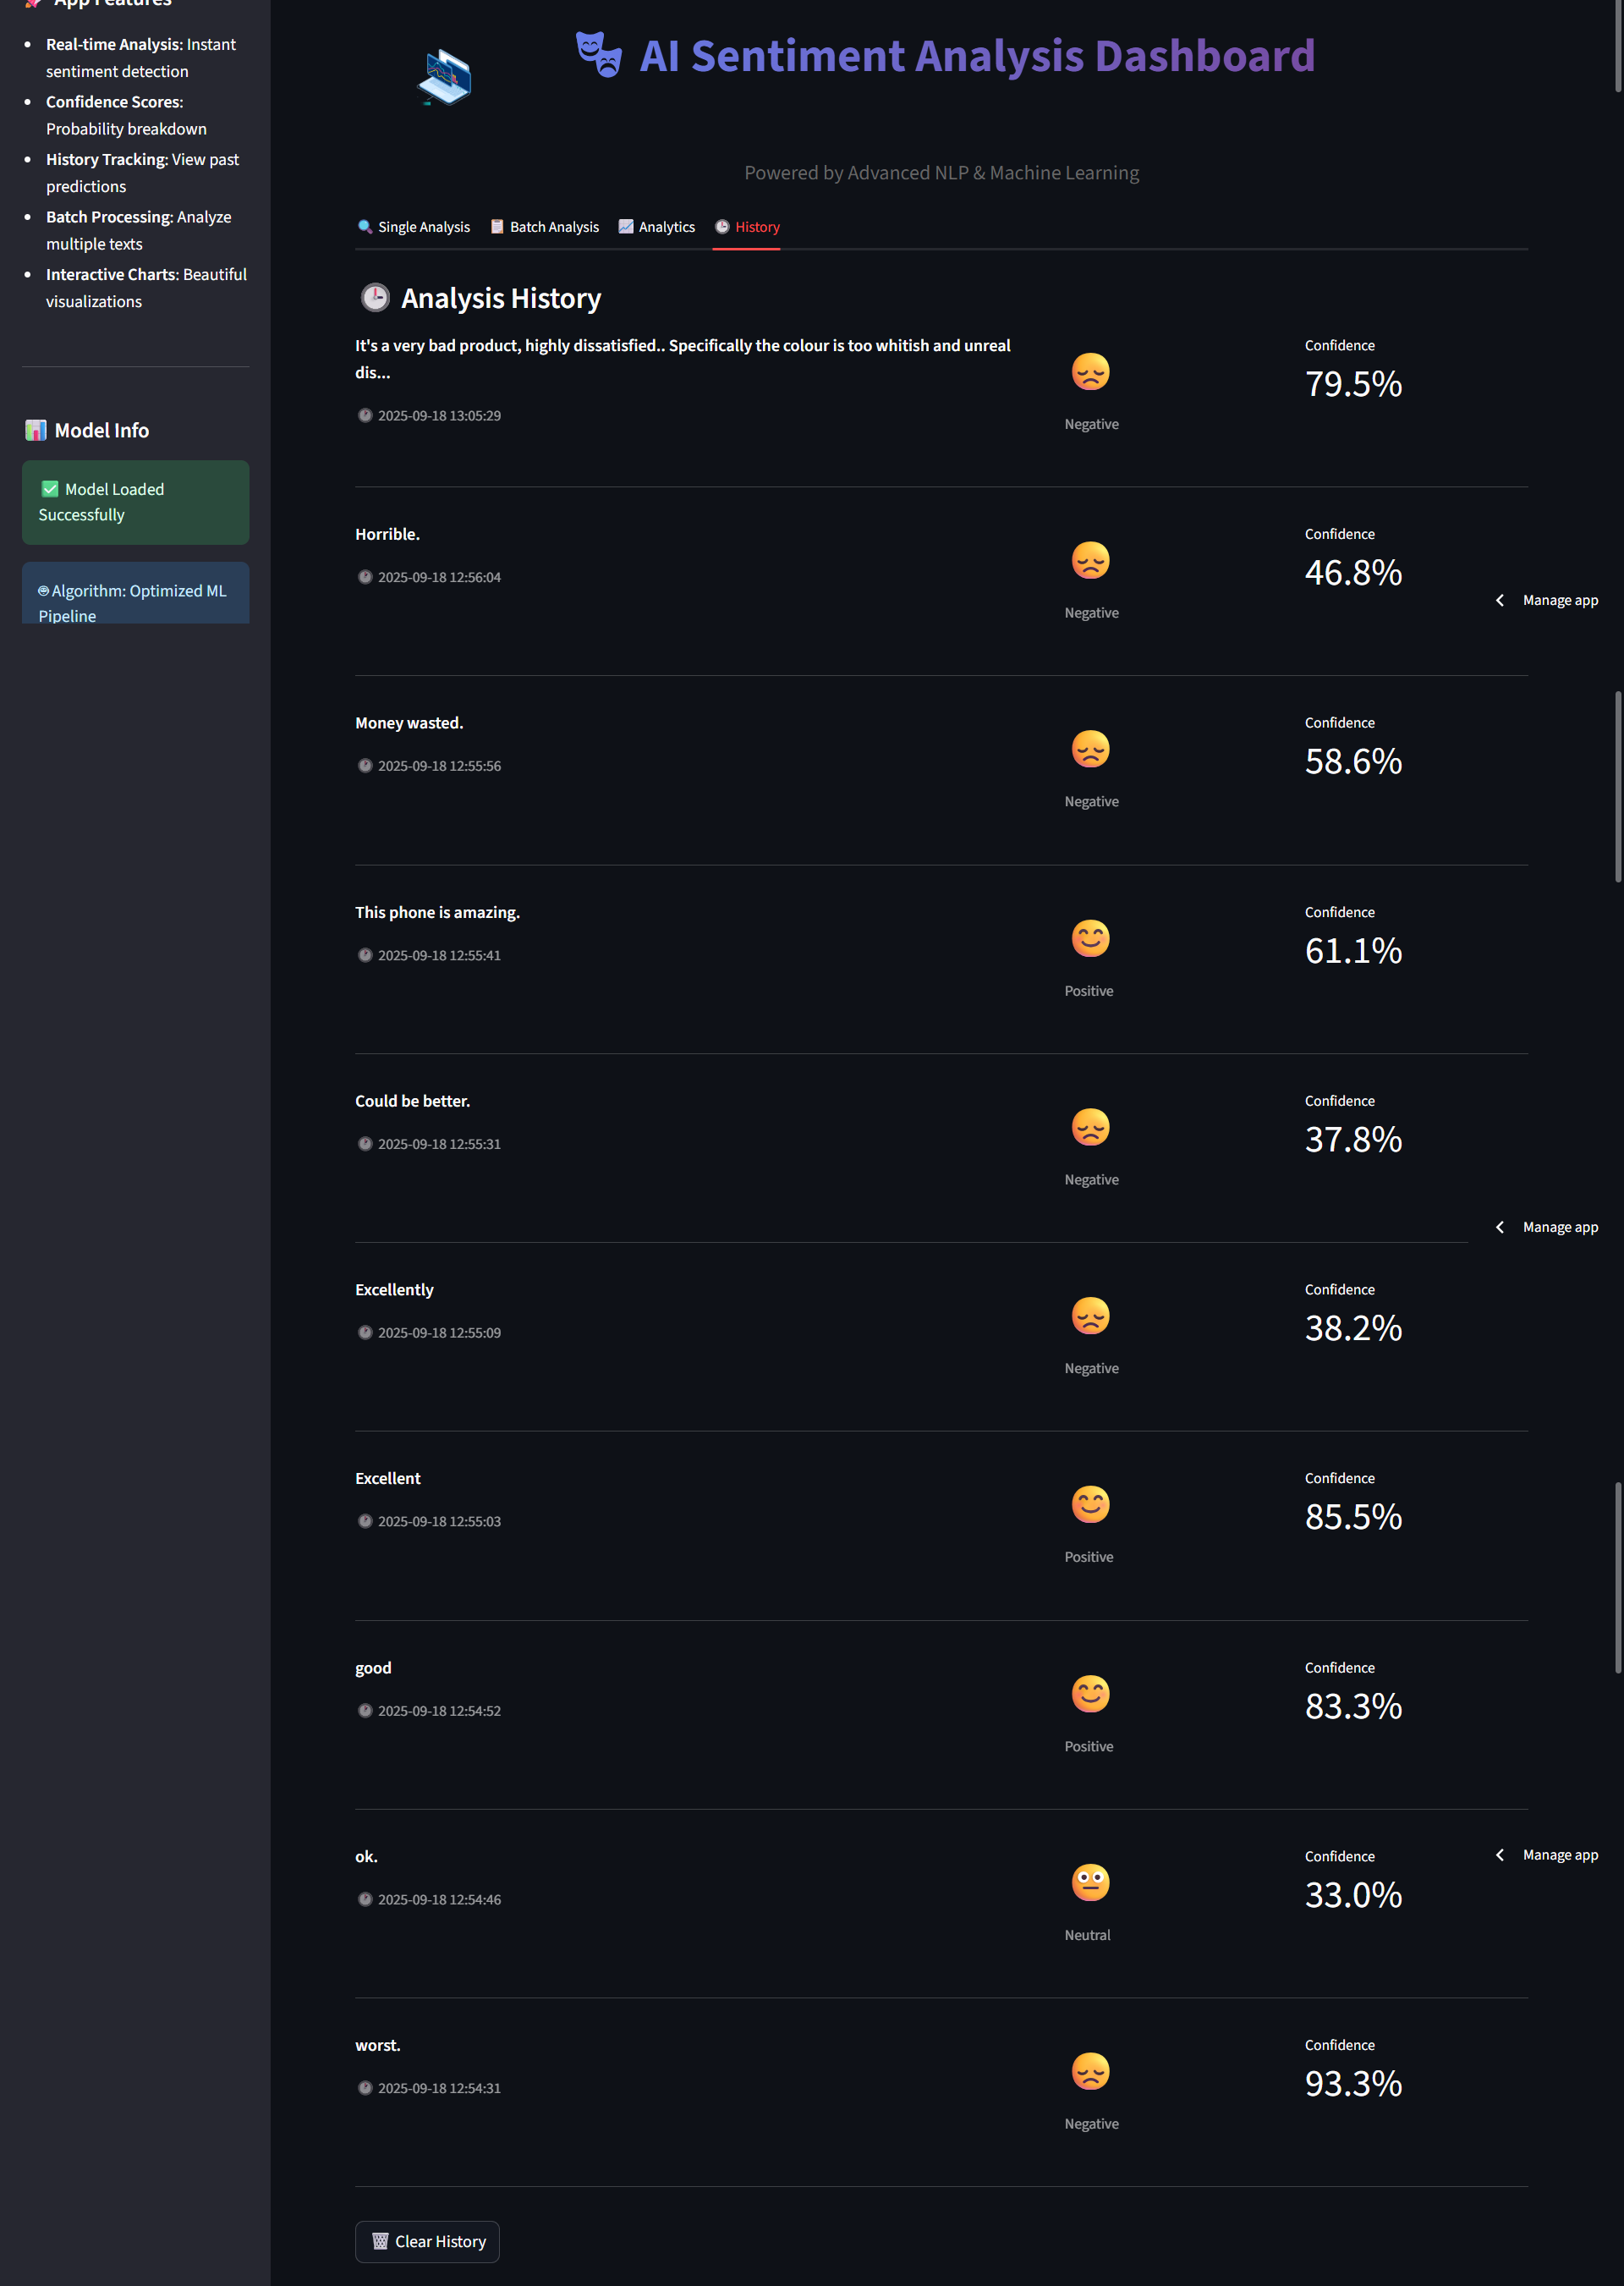 App Features
Real-time Analysis: Instant
sentiment detection
Confidence Scores:
Probability breakdown
History Tracking: View past
predictions
Batch Processing: Analyze
multiple texts
Interactive Charts: Beautiful
visualizations
Model Info
Model Loaded
Successfully
Algorithm: Optimized ML
Pipeline
AI Sentiment Analysis Dashboard
Powered by Advanced NLP & Machine Learning
Single Analysis Batch Analysis Analytics History
Analysis History
It's a very bad product, highly dissatisfied.. Specifically the colour is too whitish and unreal
dis...
2025-09-18 13:05:29
Negative
Confidence
79.5%
Horrible.
2025-09-18 12:56:04
Negative
Confidence
46.8%
Manage app
Money wasted.
2025-09-18 12:55:56
Negative
Confidence
58.6%
This phone is amazing.
2025-09-18 12:55:41
Positive
Confidence
61.1%
Could be better.
2025-09-18 12:55:31
Negative
Confidence
37.8%
Manage app
Excellently
2025-09-18 12:55:09
Negative
Confidence
38.2%
Excellent
2025-09-18 12:55:03
Positive
Confidence
85.5%
good
2025-09-18 12:54:52
Positive
Confidence
83.3%
ok.
2025-09-18 12:54:46
Neutral
Confidence
33.0%
Manage app
worst.
2025-09-18 12:54:31
Negative
Confidence
93.3%
Clear History